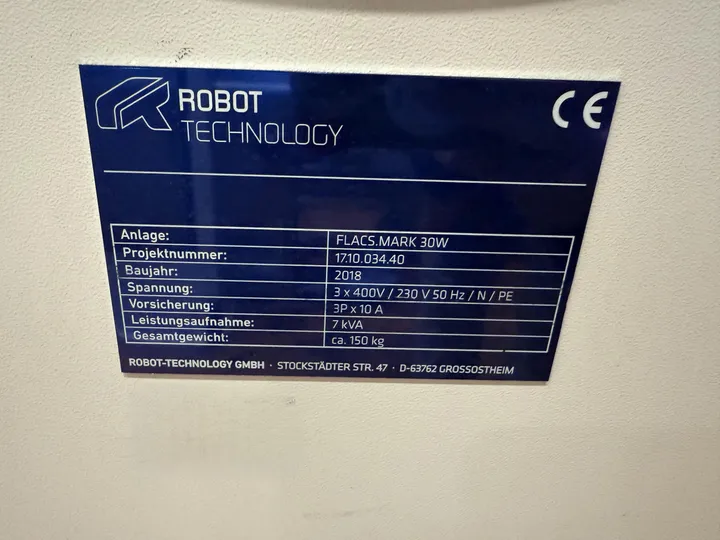 ROBOT
TECHNOLOGY
CE
Anlage: FLACS.MARK 30W
Projektnummer: 17.10.034.40
Baujahr: 2018
Spannung: 3 x 400V / 230 V 50 Hz / N / PE
Vorsicherung: 3P x 10 A
Leistungsaufnahme: 7 kVA
Gesamtgewicht: ca. 150 kg
ROBOT-TECHNOLOGY GMBH · STOCKSTÄDTER STR. 47 · D-63762 GROSSOSTHEIM